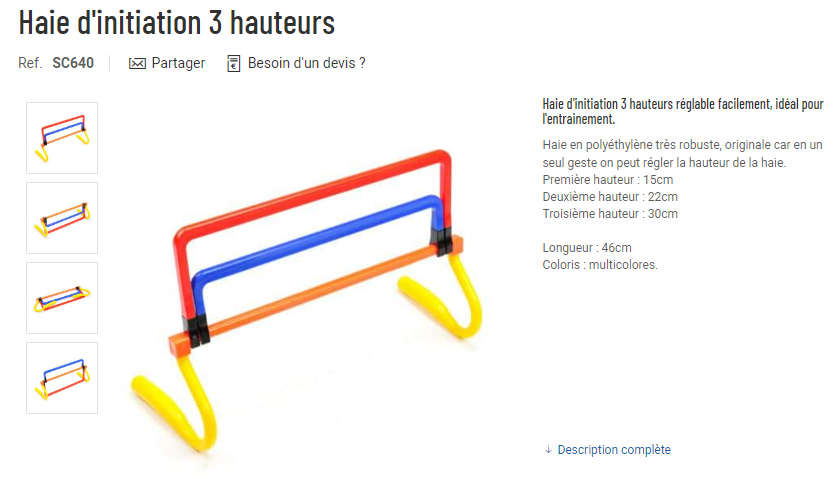 Haie d'initiation 3 hauteurs
Ref. SC640
Partager
Besoin d'un devis ?
Haie d'initiation 3 hauteurs réglable facilement, idéal pour
l'entrainement.
Haie en polyéthylène très robuste, originale car en un
seul geste on peut régler la hauteur de la haie.
Première hauteur : 15cm
Deuxième hauteur : 22cm
Troisième hauteur : 30cm
Longueur : 46cm
Coloris : multicolores.
Description complète